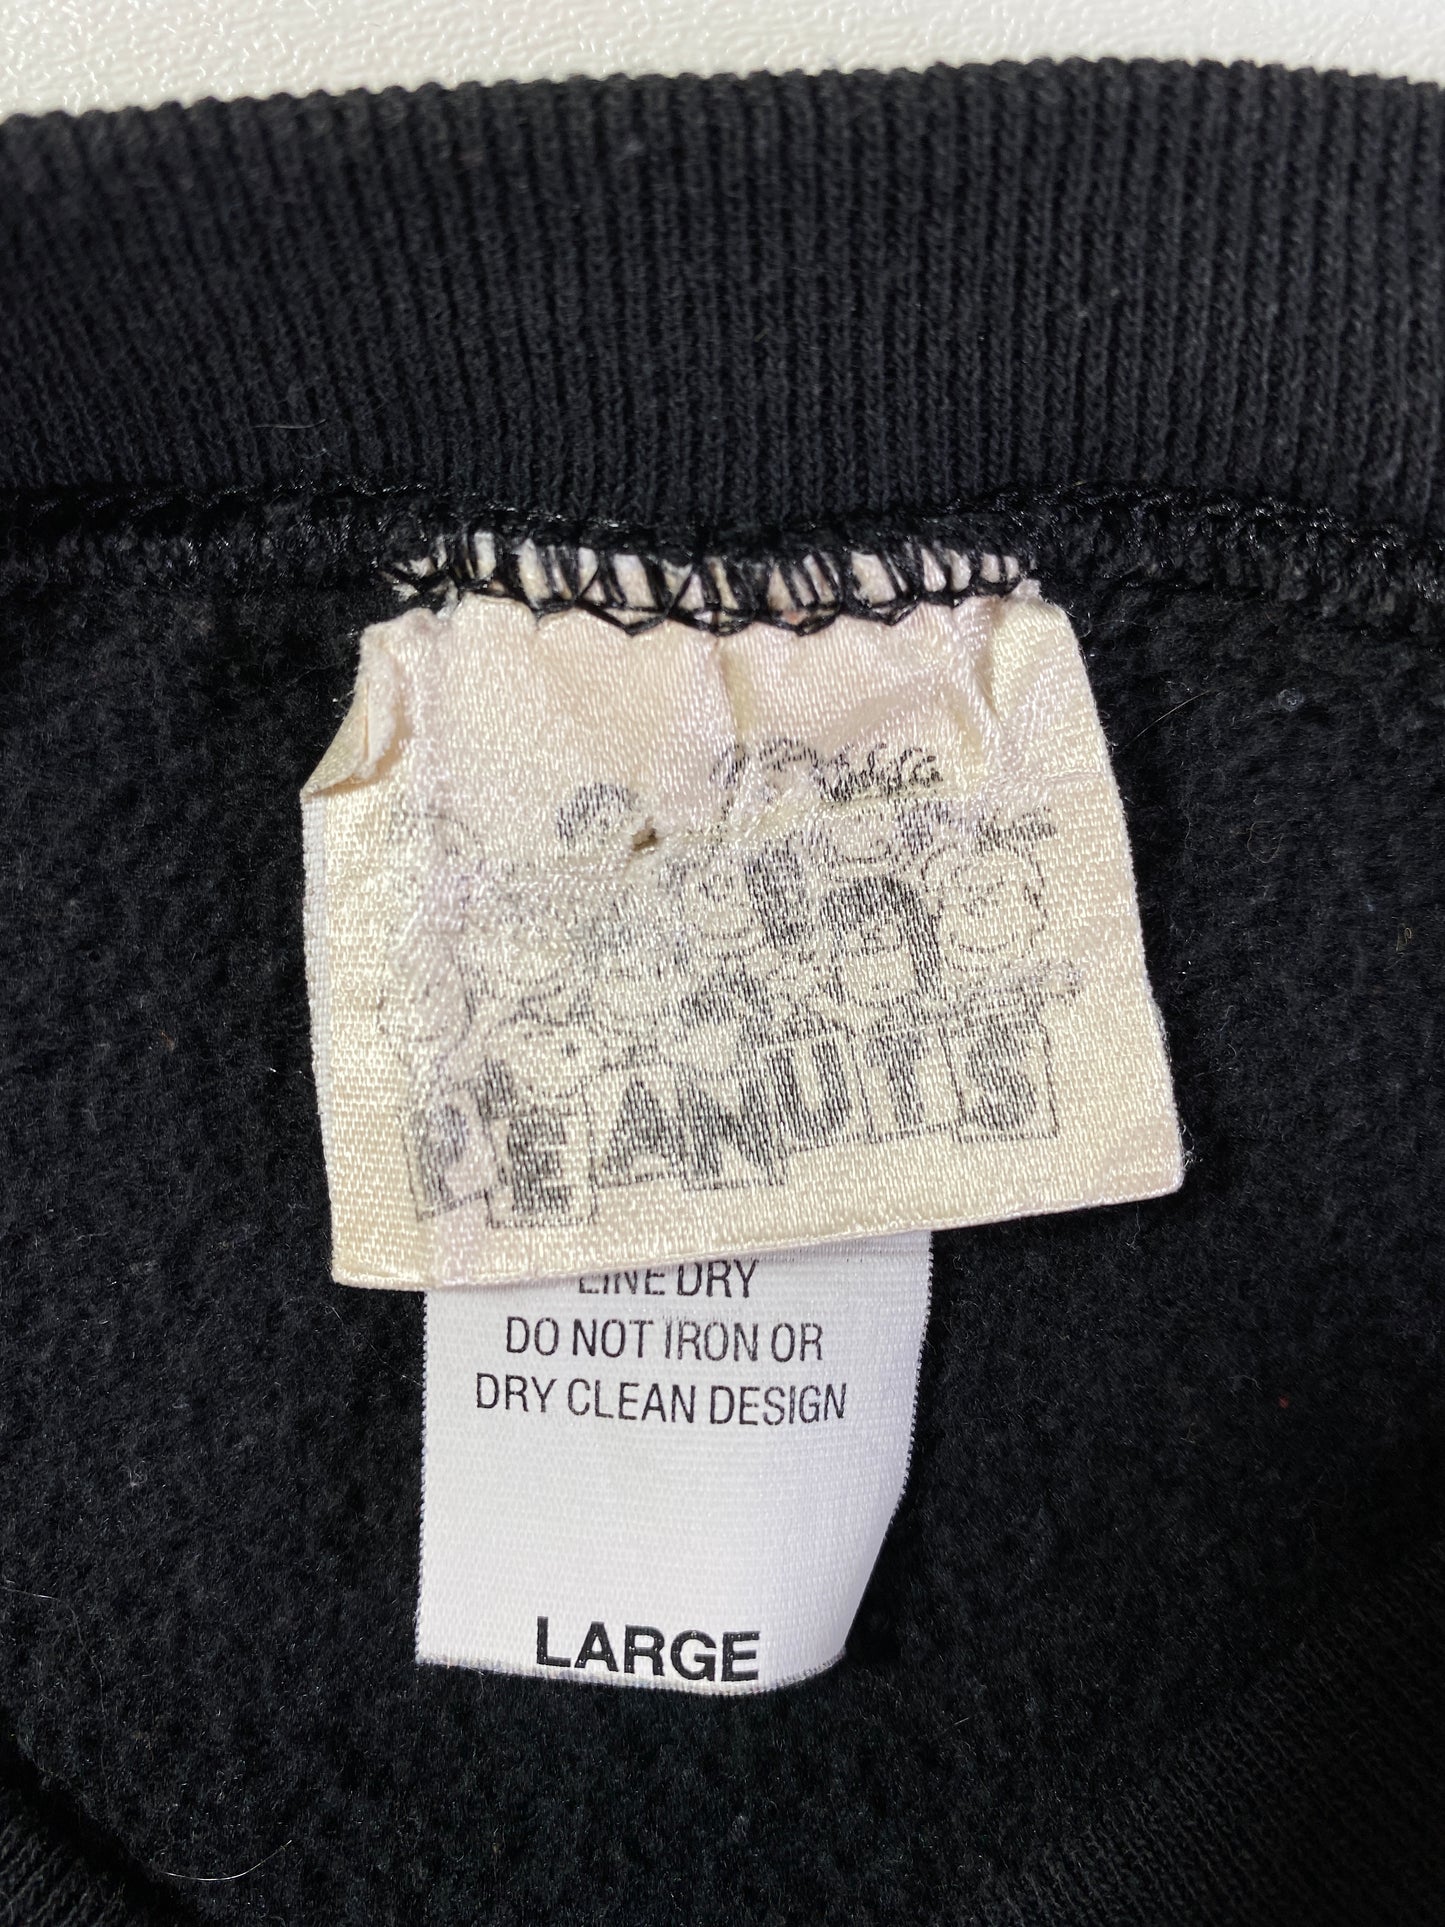 PEANUTS
LINE DRY
DO NOT IRON OR
DRY CLEAN DESIGN
LARGE